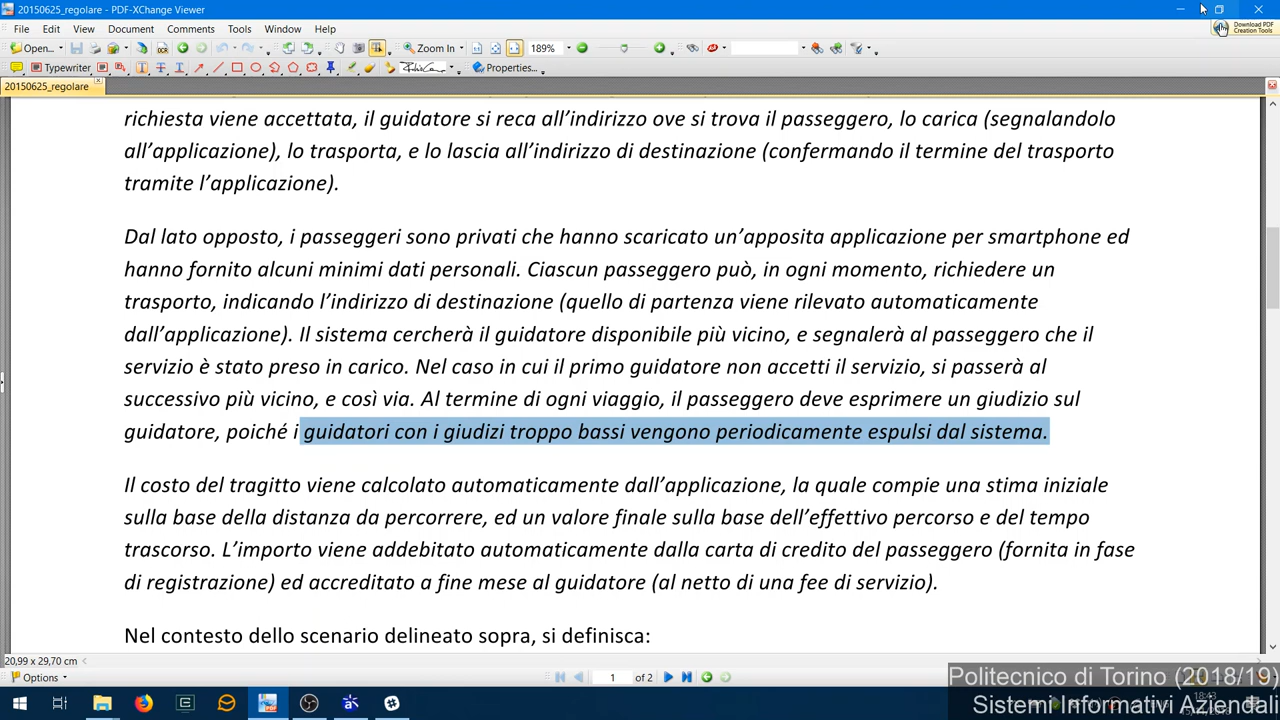 20150625_regolare - PDF-XChange Viewer
File Edit View Document Comments Tools Window Help
Download PDF
Creation Tools
Open... Zoom In 189%
Typewriter Properties...
20150625_regolare
richiesta viene accettata, il guidatore si reca all’indirizzo ove si trova il passeggero, lo carica (segnalandolo
all’applicazione), lo trasporta, e lo lascia all’indirizzo di destinazione (confermando il termine del trasporto
tramite l’applicazione).
Dal lato opposto, i passeggeri sono privati che hanno scaricato un’apposita applicazione per smartphone ed
hanno fornito alcuni minimi dati personali. Ciascun passeggero può, in ogni momento, richiedere un
trasporto, indicando l’indirizzo di destinazione (quello di partenza viene rilevato automaticamente
dall’applicazione). Il sistema cercherà il guidatore disponibile più vicino, e segnalerà al passeggero che il
servizio è stato preso in carico. Nel caso in cui il primo guidatore non accetti il servizio, si passerà al
successivo più vicino, e così via. Al termine di ogni viaggio, il passeggero deve esprimere un giudizio sul
guidatore, poiché i guidatori con i giudizi troppo bassi vengono periodicamente espulsi dal sistema.
Il costo del tragitto viene calcolato automaticamente dall’applicazione, la quale compie una stima iniziale
sulla base della distanza da percorrere, ed un valore finale sulla base dell’effettivo percorso e del tempo
trascorso. L’importo viene addebitato automaticamente dalla carta di credito del passeggero (fornita in fase
di registrazione) ed accreditato a fine mese al guidatore (al netto di una fee di servizio).
Nel contesto dello scenario delineato sopra, si definisca:
20,99 x 29,70 cm
Options 1 of 2
Politecnico di Torino (2018/19)
18:43
Sistemi Informativi Aziendali